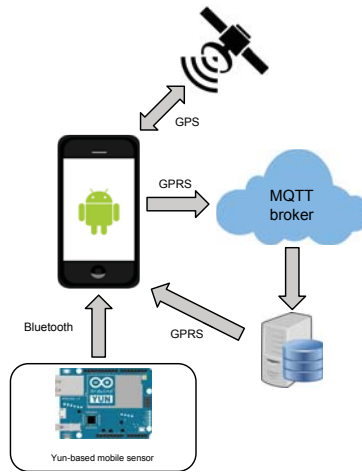 GPS
GPRS
MQTT
broker
Bluetooth
GPRS
YUN
Yun-based mobile sensor